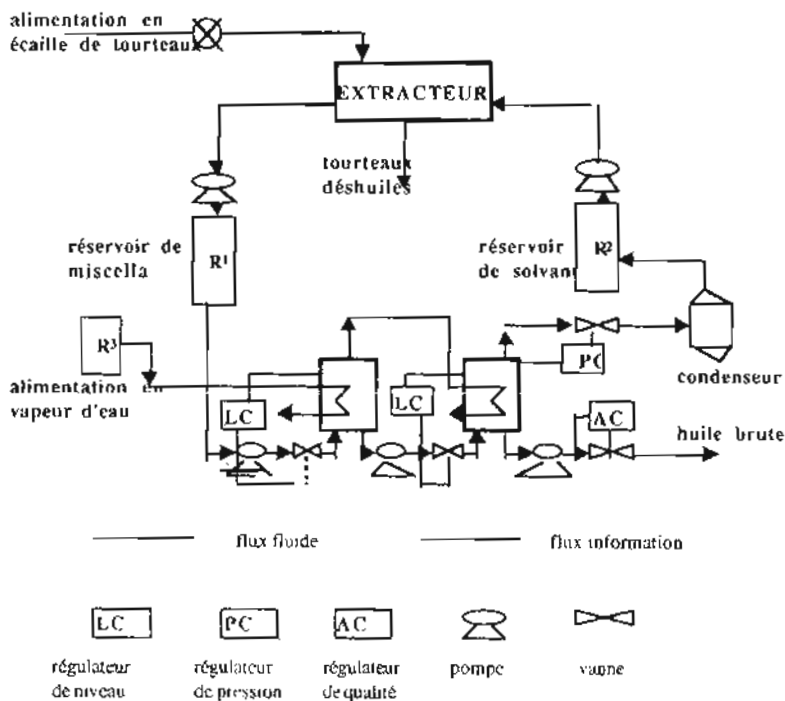 alimentation en
écaille de tourteaux
EXTRACTEUR
tourteaux
déshuiles
réservoir de
miscella
R1
réservoir
de solvant
R2
R3
alimentation en
vapeur d'eau
LC
LC
PC
condenseur
AC
huile brute
flux fluide
flux information
LC
PC
AC
régulateur
de niveau
régulateur
de pression
régulateur
de qualité
pompe
vanne